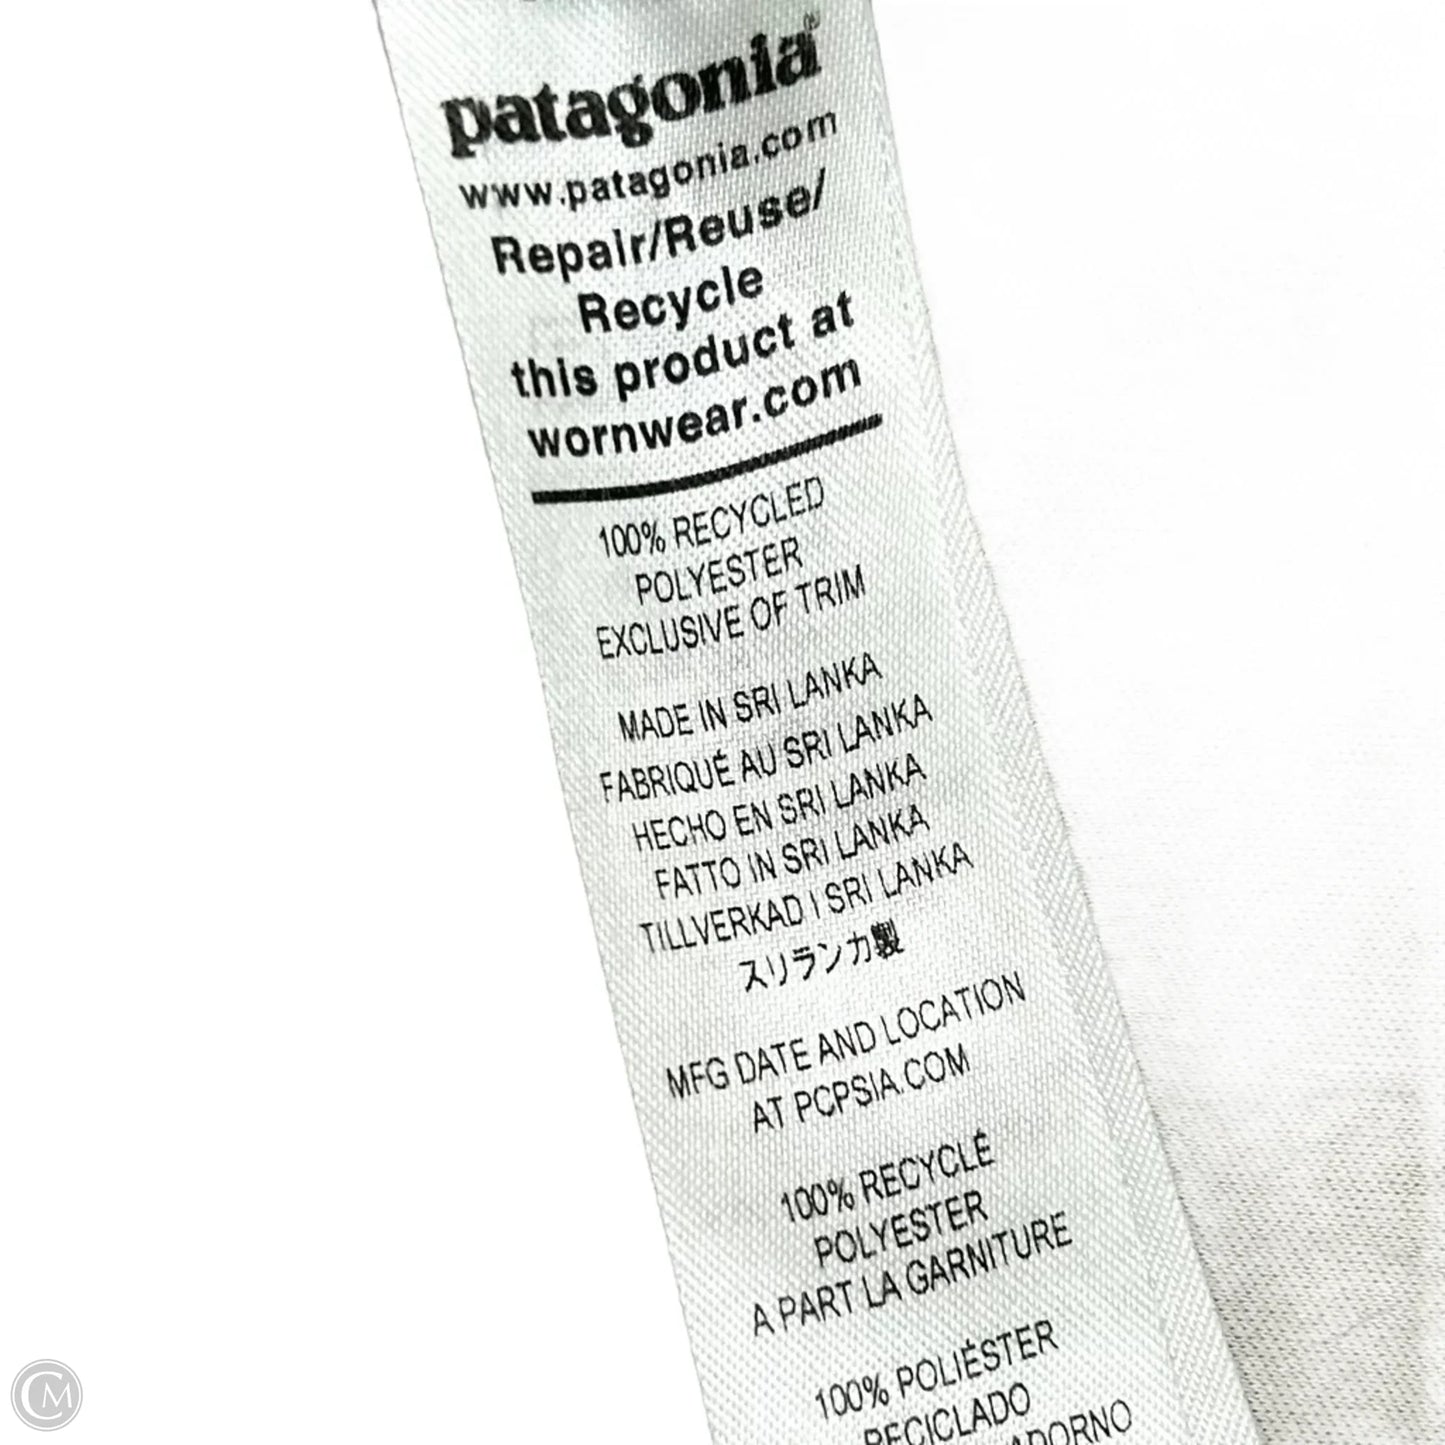 patagonia®
www.patagonia.com
Repair/Reuse/
Recycle
this product at
wornwear.com
100% RECYCLED
POLYESTER
EXCLUSIVE OF TRIM
MADE IN SRI LANKA
FABRIQUÉ AU SRI LANKA
HECHO EN SRI LANKA
FATTO IN SRI LANKA
TILLVERKAD I SRI LANKA
スリランカ製
MFG DATE AND LOCATION
AT PCPSIA.COM
100% RECYCLÉ
POLYESTER
A PART LA GARNITURE
100% POLIÉSTER
RECICLADO
ADORNO
CM